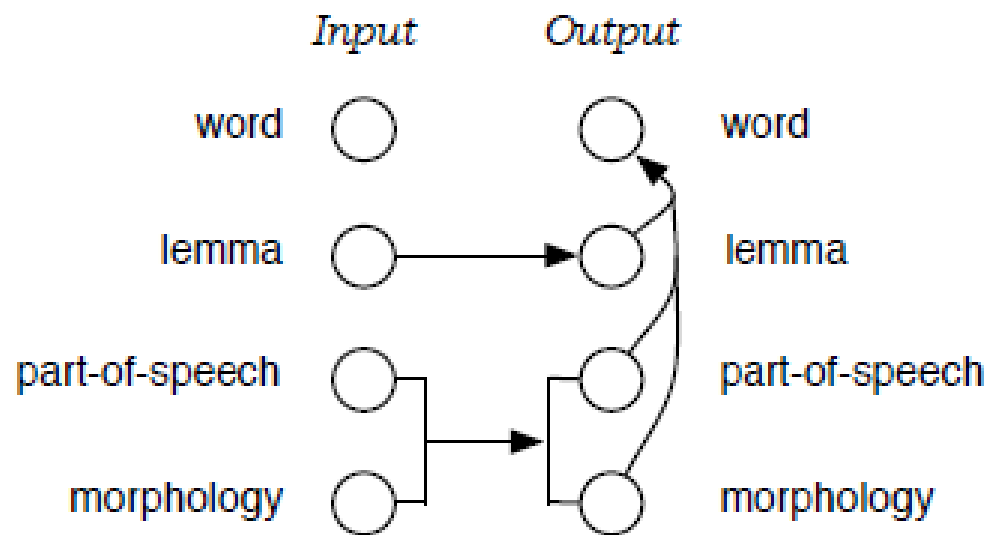 Input Output
word word
lemma lemma
part-of-speech part-of-speech
morphology morphology